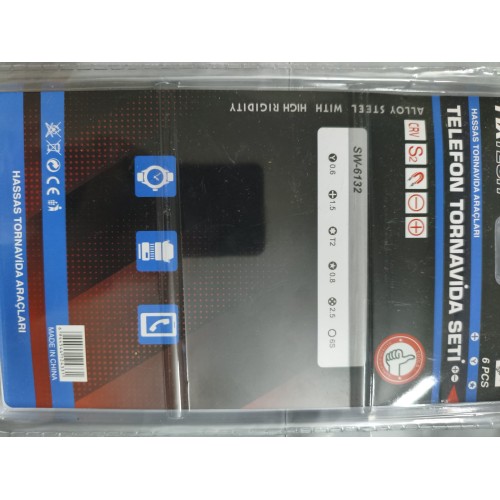 TELEFON TORNAVİDA SETİ
6 PCS
HASSAS TORNAVİDA ARAÇLARI
CRV
S2
ALLOY STEEL WITH HIGH RIGIDITY
SW-6132
0.6
1.5
T2
0.8
2.5
CE
HASSAS TORNAVİDA ARAÇLARI
MADE IN CHINA